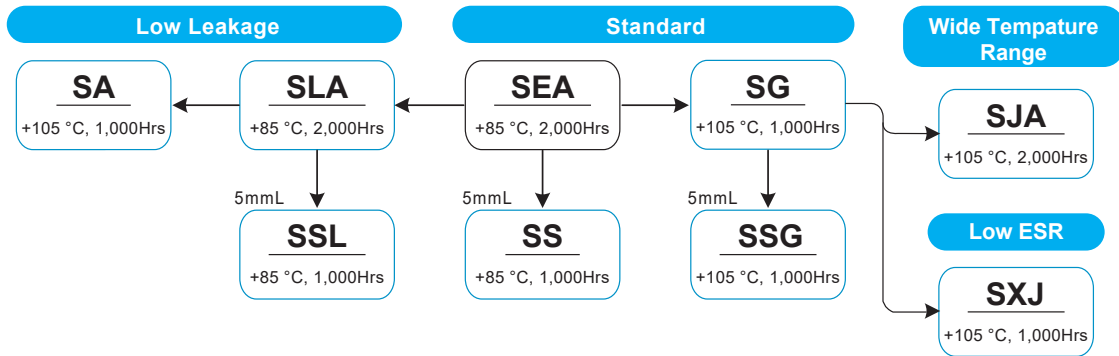 Low Leakage
Standard
Wide Tempature
Range
SA
+105 °C, 1,000Hrs
SLA
+85 °C, 2,000Hrs
SEA
+85 °C, 2,000Hrs
SG
+105 °C, 1,000Hrs
SJA
+105 °C, 2,000Hrs
5mmL
SSL
+85 °C, 1,000Hrs
5mmL
SS
+85 °C, 1,000Hrs
5mmL
SSG
+105 °C, 1,000Hrs
Low ESR
SXJ
+105 °C, 1,000Hrs